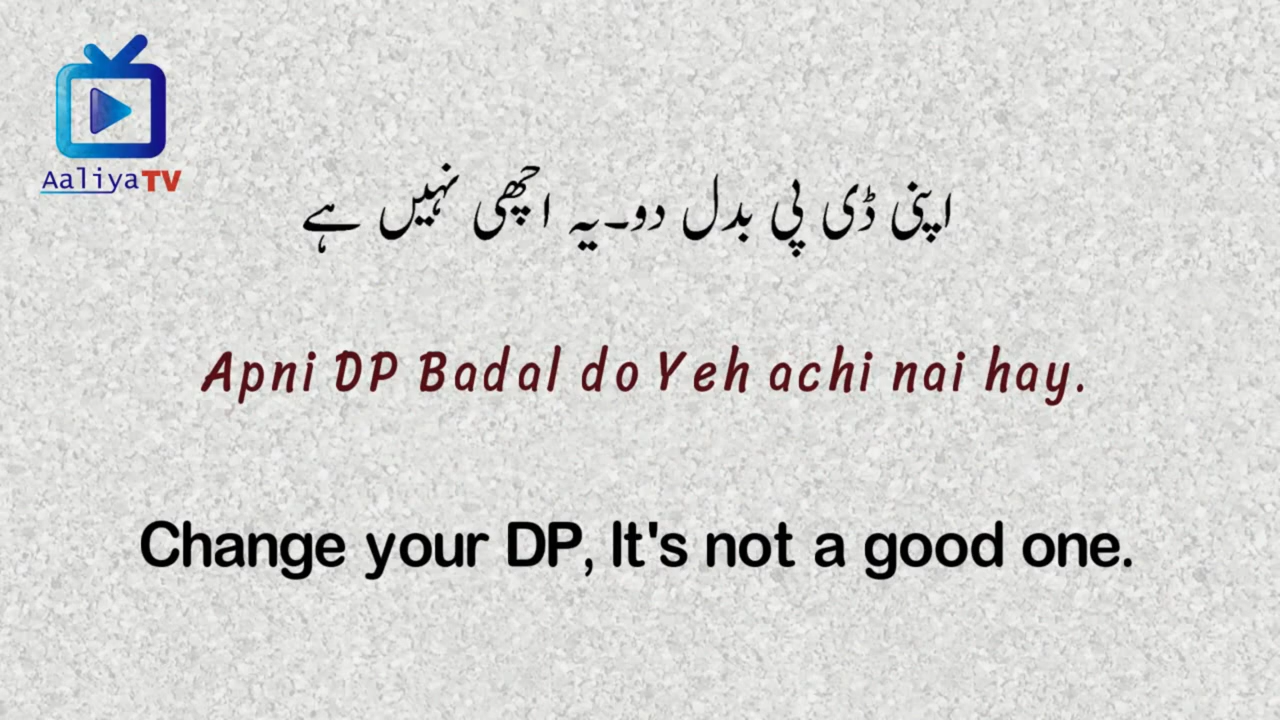 AaliyaTV
اپنی ڈی پی بدل دو۔یہ اچھی نہیں ہے
Apni DP Badal do Yeh achi nai hay.
Change your DP, It's not a good one.